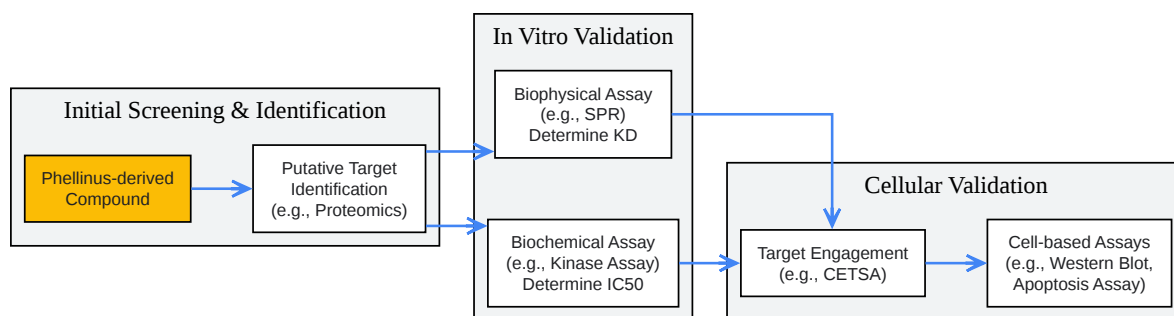 Initial Screening & Identification
Phellinus-derived
Compound
Putative Target
Identification
(e.g., Proteomics)
In Vitro Validation
Biophysical Assay
(e.g., SPR)
Determine KD
Biochemical Assay
(e.g., Kinase Assay)
Determine IC50
Cellular Validation
Target Engagement
(e.g., CETSA)
Cell-based Assays
(e.g., Western Blot,
Apoptosis Assay)